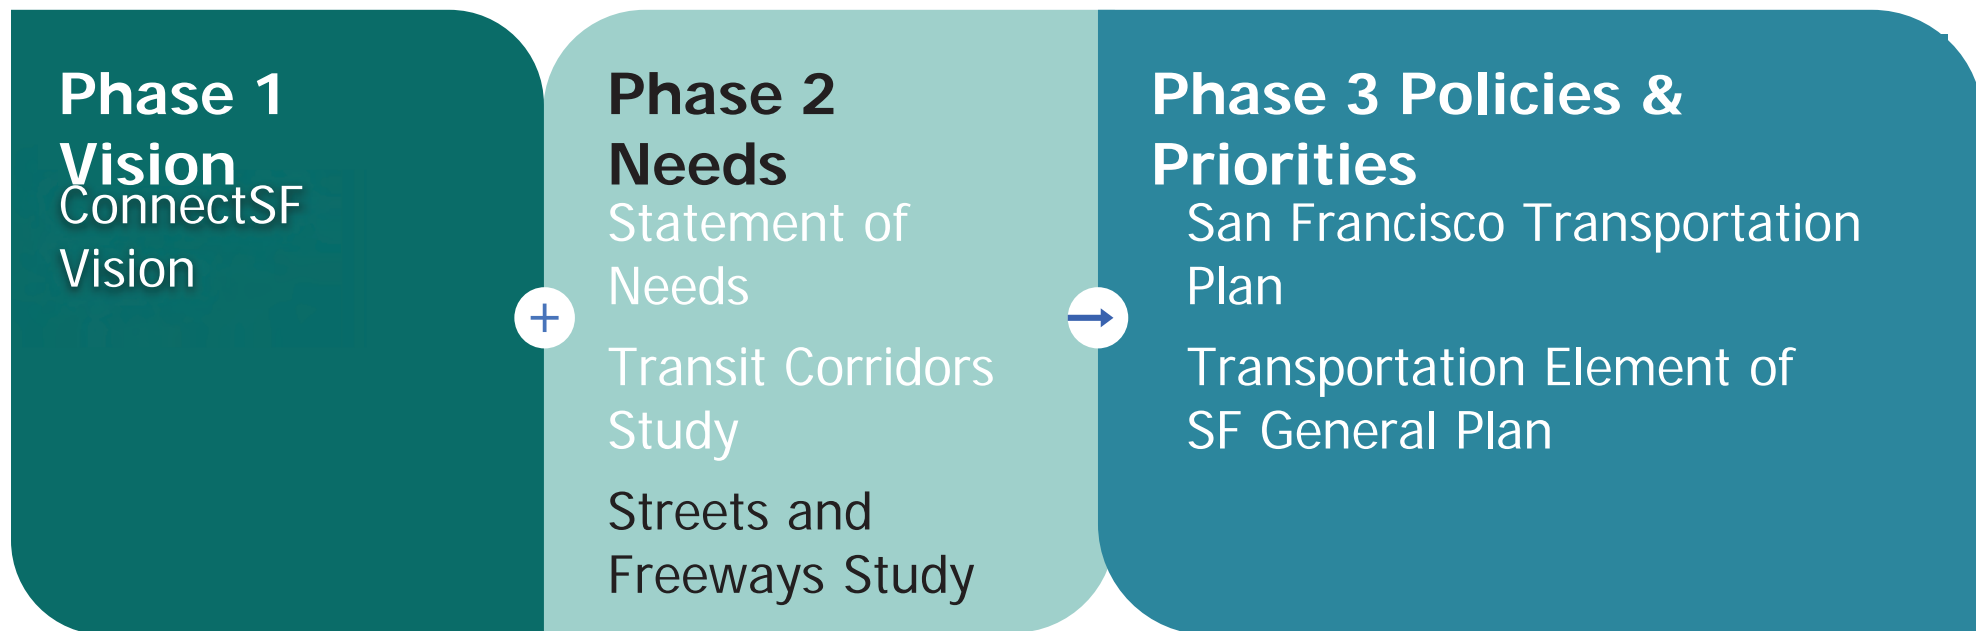 Phase 1
Vision
ConnectSF
Vision
+
Phase 2
Needs
Statement of
Needs
Transit Corridors
Study
Streets and
Freeways Study
→
Phase 3 Policies &
Priorities
San Francisco Transportation
Plan
Transportation Element of
SF General Plan